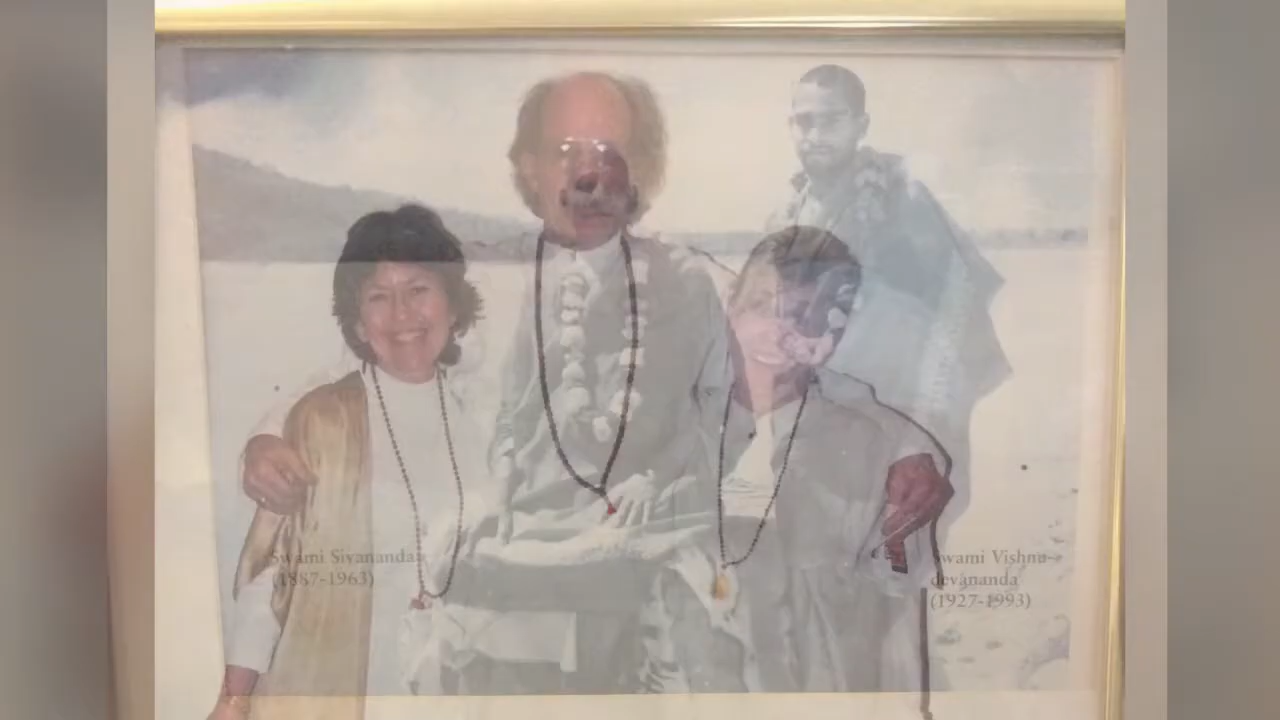 Swami Sivananda
(1887-1963)
Swami Vishnu-
devananda
(1927-1993)